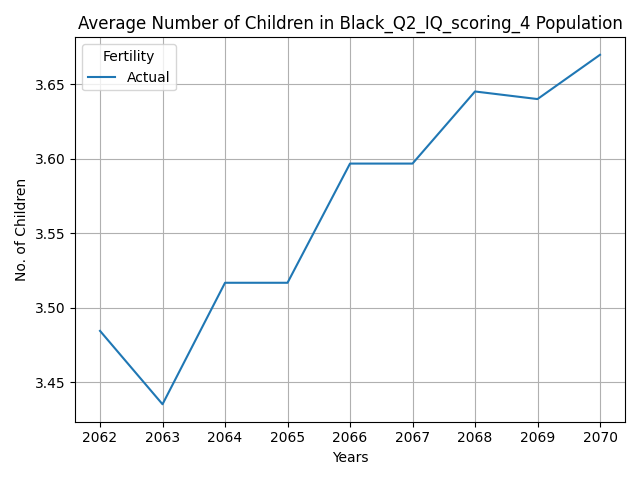 Average Number of Children in Black_Q2_IQ_scoring_4 Population
Fertility
Actual
No. of Children
3.65
3.60
3.55
3.50
3.45
2062 2063 2064 2065 2066 2067 2068 2069 2070
Years